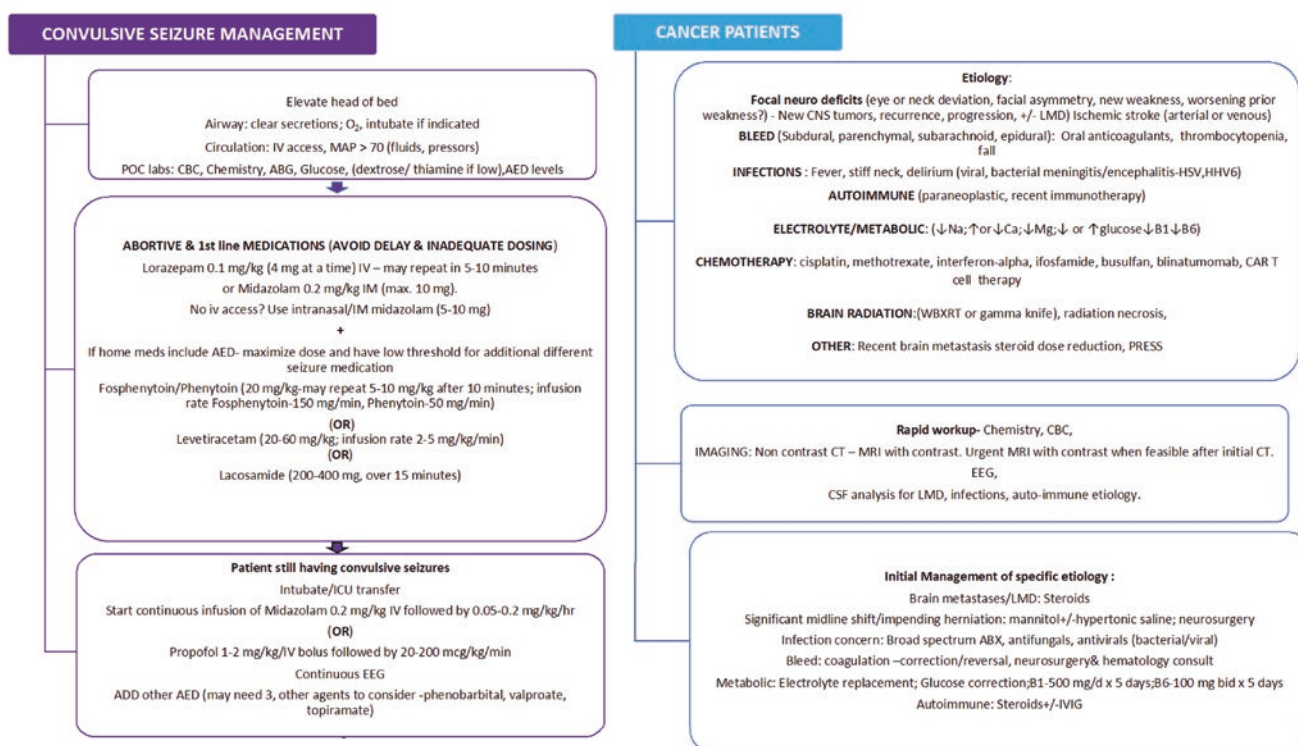 CONVULSIVE SEIZURE MANAGEMENT
Elevate head of bed
Airway: clear secretions; O₂, intubate if indicated
Circulation: IV access, MAP > 70 (fluids, pressors)
POC labs: CBC, Chemistry, ABG, Glucose, (dextrose/ thiamine if low),AED levels
ABORTIVE & 1st line MEDICATIONS (AVOID DELAY & INADEQUATE DOSING)
Lorazepam 0.1 mg/kg (4 mg at a time) IV – may repeat in 5-10 minutes
or Midazolam 0.2 mg/kg IM (max. 10 mg).
No iv access? Use intranasal/IM midazolam (5-10 mg)
+
If home meds include AED- maximize dose and have low threshold for additional different
seizure medication
Fosphenytoin/Phenytoin (20 mg/kg-may repeat 5-10 mg/kg after 10 minutes; infusion
rate Fosphenytoin-150 mg/min, Phenytoin-50 mg/min)
(OR)
Levetiracetam (20-60 mg/kg; infusion rate 2-5 mg/kg/min)
(OR)
Lacosamide (200-400 mg, over 15 minutes)
Patient still having convulsive seizures
Intubate/ICU transfer
Start continuous infusion of Midazolam 0.2 mg/kg IV followed by 0.05-0.2 mg/kg/hr
(OR)
Propofol 1-2 mg/kg/IV bolus followed by 20-200 mcg/kg/min
Continuous EEG
ADD other AED (may need 3, other agents to consider -phenobarbital, valproate,
topiramate)
CANCER PATIENTS
Etiology:
Focal neuro deficits (eye or neck deviation, facial asymmetry, new weakness, worsening prior
weakness?) - New CNS tumors, recurrence, progression, +/- LMD) Ischemic stroke (arterial or venous)
BLEED (Subdural, parenchymal, subarachnoid, epidural): Oral anticoagulants, thrombocytopenia,
fall
INFECTIONS : Fever, stiff neck, delirium (viral, bacterial meningitis/encephalitis-HSV,HHV6)
AUTOIMMUNE (paraneoplastic, recent immunotherapy)
ELECTROLYTE/METABOLIC: (↓Na;↑or↓Ca;↓Mg;↓ or ↑glucose↓B1↓B6)
CHEMOTHERAPY: cisplatin, methotrexate, interferon-alpha, ifosfamide, busulfan, blinatumomab, CAR T
cell therapy
BRAIN RADIATION:(WBXRT or gamma knife), radiation necrosis,
OTHER: Recent brain metastasis steroid dose reduction, PRESS
Rapid workup- Chemistry, CBC,
IMAGING: Non contrast CT – MRI with contrast. Urgent MRI with contrast when feasible after initial CT.
EEG,
CSF analysis for LMD, infections, auto-immune etiology.
Initial Management of specific etiology :
Brain metastases/LMD: Steroids
Significant midline shift/impending herniation: mannitol+/-hypertonic saline; neurosurgery
Infection concern: Broad spectrum ABX, antifungals, antivirals (bacterial/viral)
Bleed: coagulation –correction/reversal, neurosurgery& hematology consult
Metabolic: Electrolyte replacement; Glucose correction;B1-500 mg/d x 5 days;B6-100 mg bid x 5 days
Autoimmune: Steroids+/-IVIG